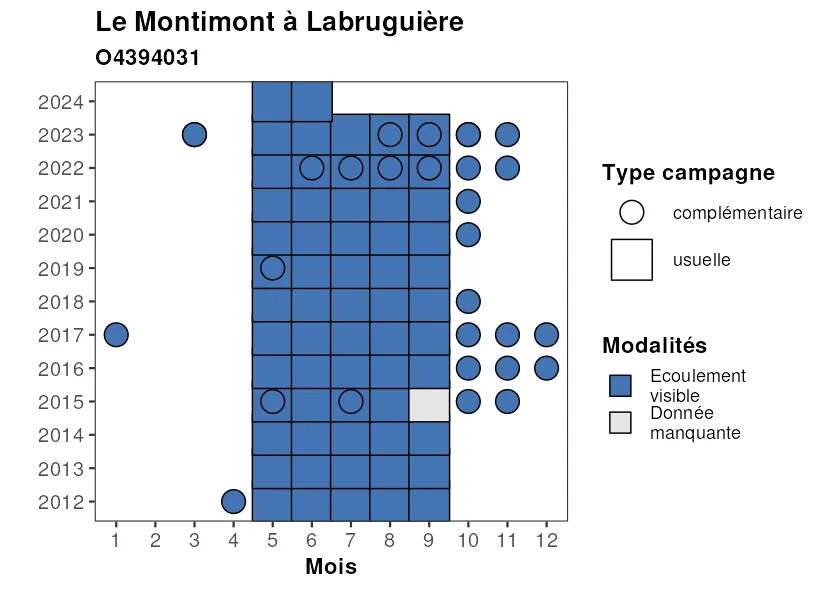 Le Montimont à Labruguière
O4394031
2024
2023
2022
2021
2020
2019
2018
2017
2016
2015
2014
2013
2012
1 2 3 4 5 6 7 8 9 10 11 12
Mois
Type campagne
complémentaire
usuelle
Modalités
Ecoulement
visible
Donnée
manquante